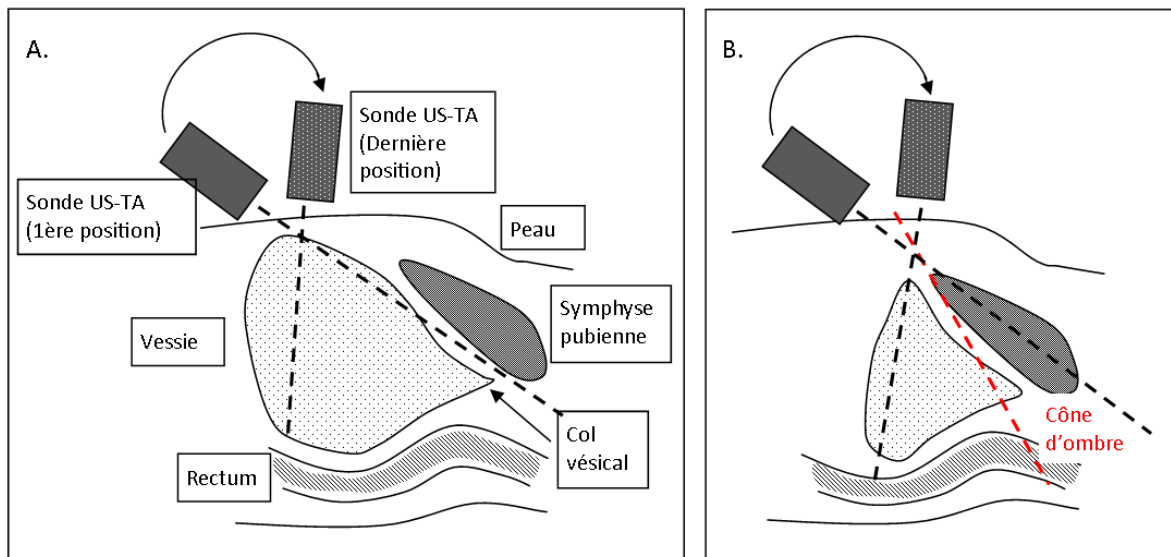 A.
Sonde US-TA
(Dernière
position)
Sonde US-TA
(1ère position)
Peau
Symphyse
pubienne
Vessie
Col
vésical
Rectum
B.
Cône
d'ombre